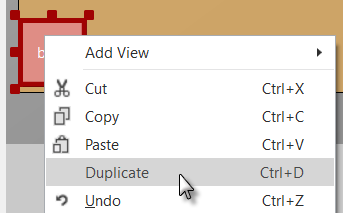 Add View
Cut Ctrl+X
Copy Ctrl+C
Paste Ctrl+V
Duplicate Ctrl+D
Undo Ctrl+Z